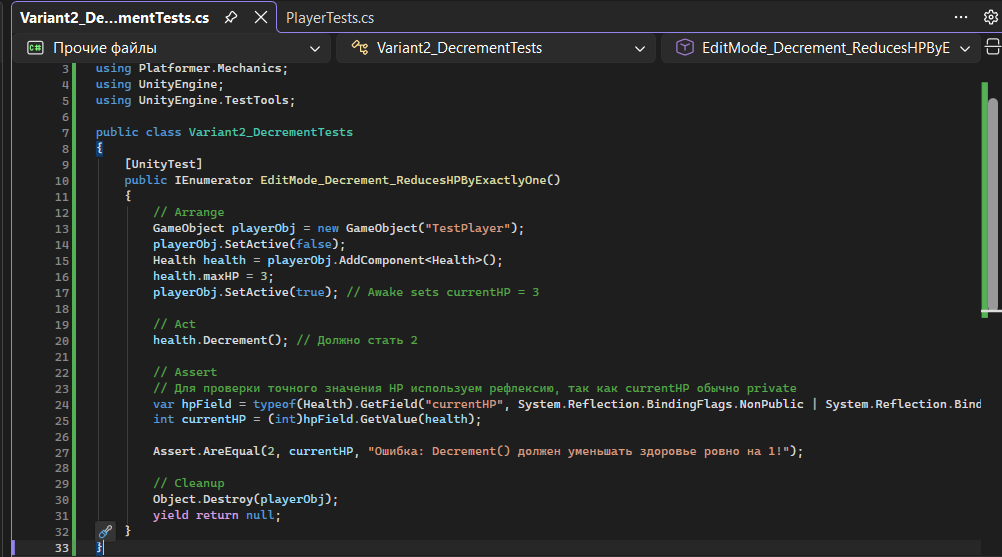 Variant2_De...mentTests.cs
PlayerTests.cs
C# Прочие файлы
Variant2_DecrementTests
EditMode_Decrement_ReducesHPByE
3 using Platformer.Mechanics;
4 using UnityEngine;
5 using UnityEngine.TestTools;
6
7 public class Variant2_DecrementTests
8 {
9 [UnityTest]
10 public IEnumerator EditMode_Decrement_ReducesHPByExactlyOne()
11 {
12 // Arrange
13 GameObject playerObj = new GameObject("TestPlayer");
14 playerObj.SetActive(false);
15 Health health = playerObj.AddComponent<Health>();
16 health.maxHP = 3;
17 playerObj.SetActive(true); // Awake sets currentHP = 3
18
19 // Act
20 health.Decrement(); // Должно стать 2
21
22 // Assert
23 // Для проверки точного значения HP используем рефлексию, так как currentHP обычно private
24 var hpField = typeof(Health).GetField("currentHP", System.Reflection.BindingFlags.NonPublic | System.Reflection.Bind
25 int currentHP = (int)hpField.GetValue(health);
26
27 Assert.AreEqual(2, currentHP, "Ошибка: Decrement() должен уменьшать здоровье ровно на 1!");
28
29 // Cleanup
30 Object.Destroy(playerObj);
31 yield return null;
32 }
33 }